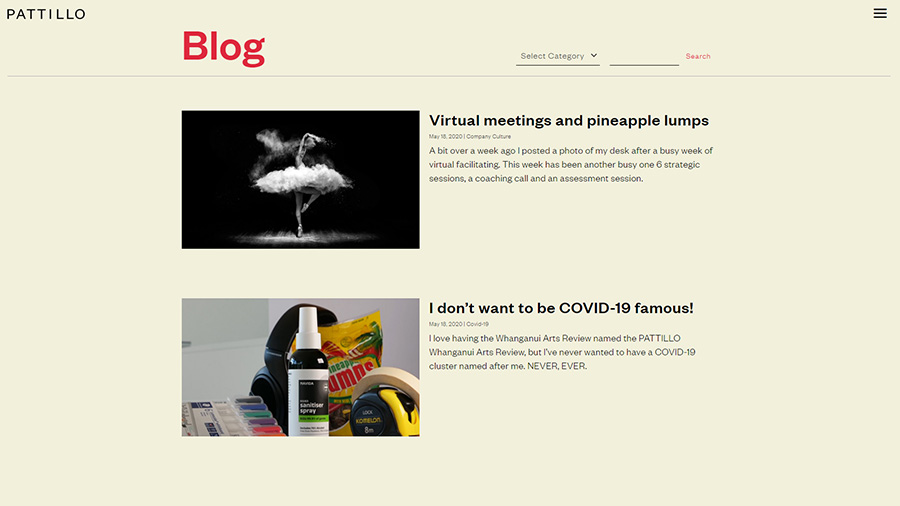 PATTILLO
Blog
Select Category
Search
Virtual meetings and pineapple lumps
May 18, 2020 | Company Culture
A bit over a week ago I posted a photo of my desk after a busy week of
virtual facilitating. This week has been another busy one 6 strategic
sessions, a coaching call and an assessment session.
I don't want to be COVID-19 famous!
May 18, 2020 | Covid-19
I love having the Whanganui Arts Review named the PATTILLO
Whanganui Arts Review, but I've never wanted to have a COVID-19
cluster named after me. NEVER, EVER.
sanitiser
spray
LOCK
KOMELON
8m